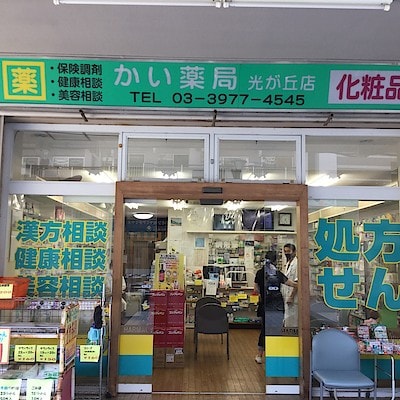 薬
・保険調剤
・健康相談
・美容相談
かい薬局 光が丘店
TEL 03-3977-4545
化粧品
漢方相談
健康相談
美容相談
処方
せん